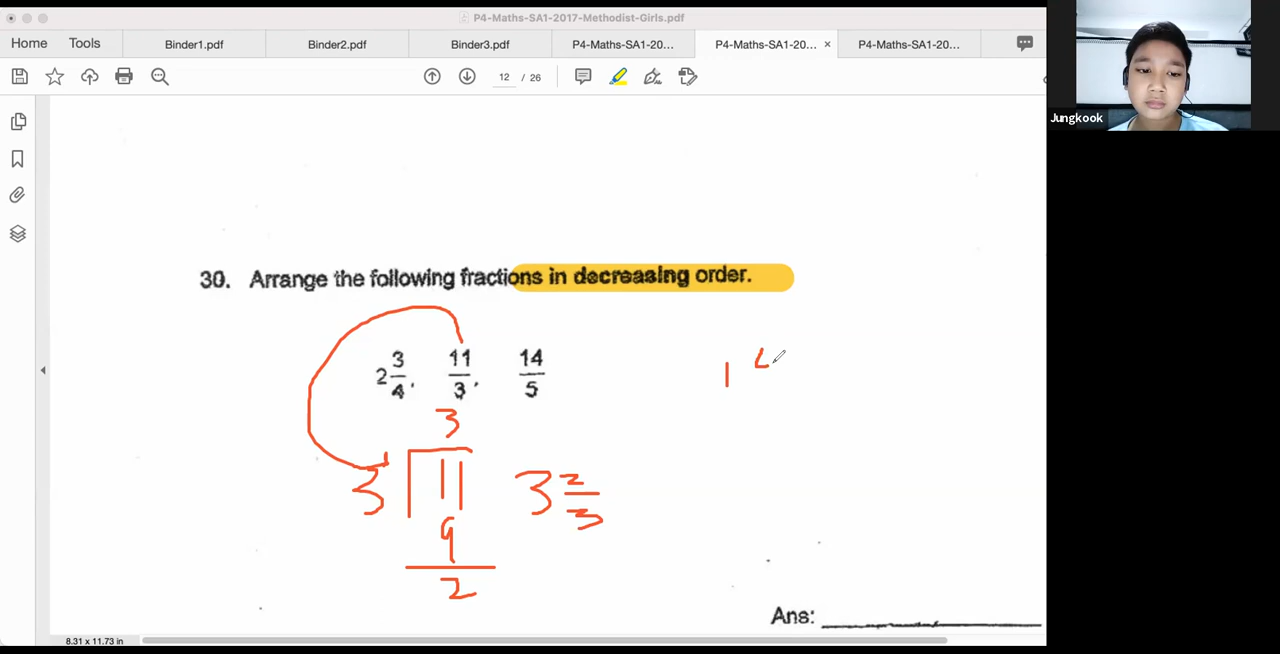 P4-Maths-SA1-2017-Methodist-Girls.pdf
Home Tools Binder1.pdf Binder2.pdf Binder3.pdf P4-Maths-SA1-20... P4-Maths-SA1-20... × P4-Maths-SA1-20...
12 / 26
Jungkook
30. Arrange the following fractions in decreasing order.
2 3/4, 11/3, 14/5
3
3 11 3 2/3
9
2
1
Ans:
8.31 x 11.73 in